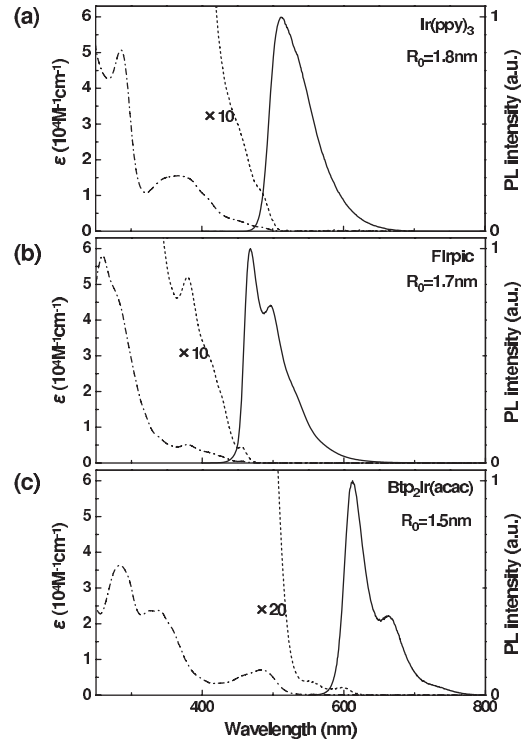 (a)
Ir(ppy)3
R0=1.8nm
×10
ε (10⁴M⁻¹cm⁻¹)
PL intensity (a.u.)
6
5
4
3
2
1
0
1
0
(b)
FIrpic
R0=1.7nm
×10
ε (10⁴M⁻¹cm⁻¹)
PL intensity (a.u.)
6
5
4
3
2
1
0
1
0
(c)
Btp2Ir(acac)
R0=1.5nm
×20
ε (10⁴M⁻¹cm⁻¹)
PL intensity (a.u.)
6
5
4
3
2
1
0
1
0
400 600 800
Wavelength (nm)